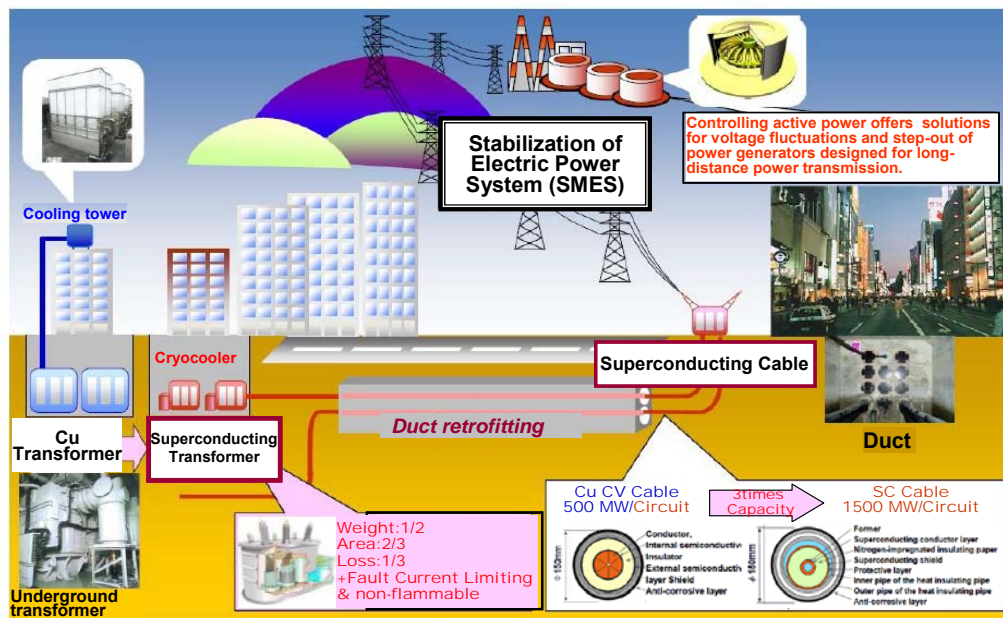 Stabilization of
Electric Power
System (SMES)
Controlling active power offers solutions
for voltage fluctuations and step-out of
power generators designed for long-
distance power transmission.
Cooling tower
Cryocooler
Superconducting Cable
Duct retrofitting
Duct
Cu
Transformer
Superconducting
Transformer
Underground
transformer
Weight:1/2
Area:2/3
Loss:1/3
+Fault Current Limiting
& non-flammable
Cu CV Cable
500 MW/Circuit
3times
Capacity
SC Cable
1500 MW/Circuit
Φ150mm
Conductor,
Internal semiconductive
Insulator
External semiconductiv
layer Shield
Anti-corrosive layer
150mm
Former
Superconducting conductor layer
Nitrogen-impregnated insulating paper
Superconducting shield
Protective layer
Inner pipe of the heat insulating pipe
Outer pipe of the heat insulating pipe
Anti-corrosive layer